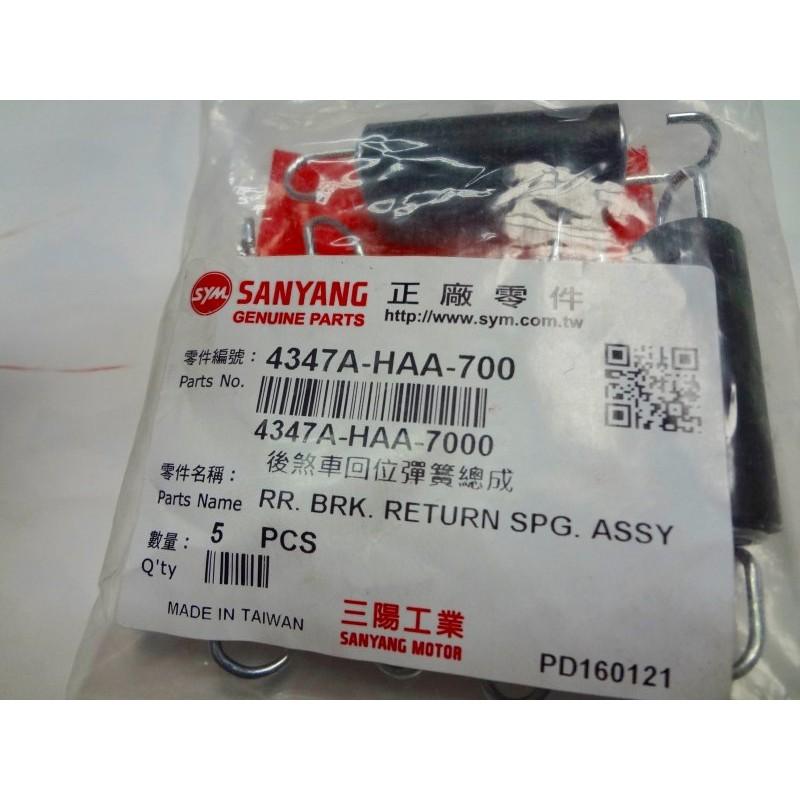 SYM SANYANG 正廠零件
GENUINE PARTS http://www.sym.com.tw
零件編號： 4347A-HAA-700
Parts No.
4347A-HAA-7000
零件名稱： 後煞車回位彈簧總成
Parts Name RR. BRK. RETURN SPG. ASSY
數量： 5 PCS
Q'ty
MADE IN TAIWAN 三陽工業
SANYANG MOTOR PD160121